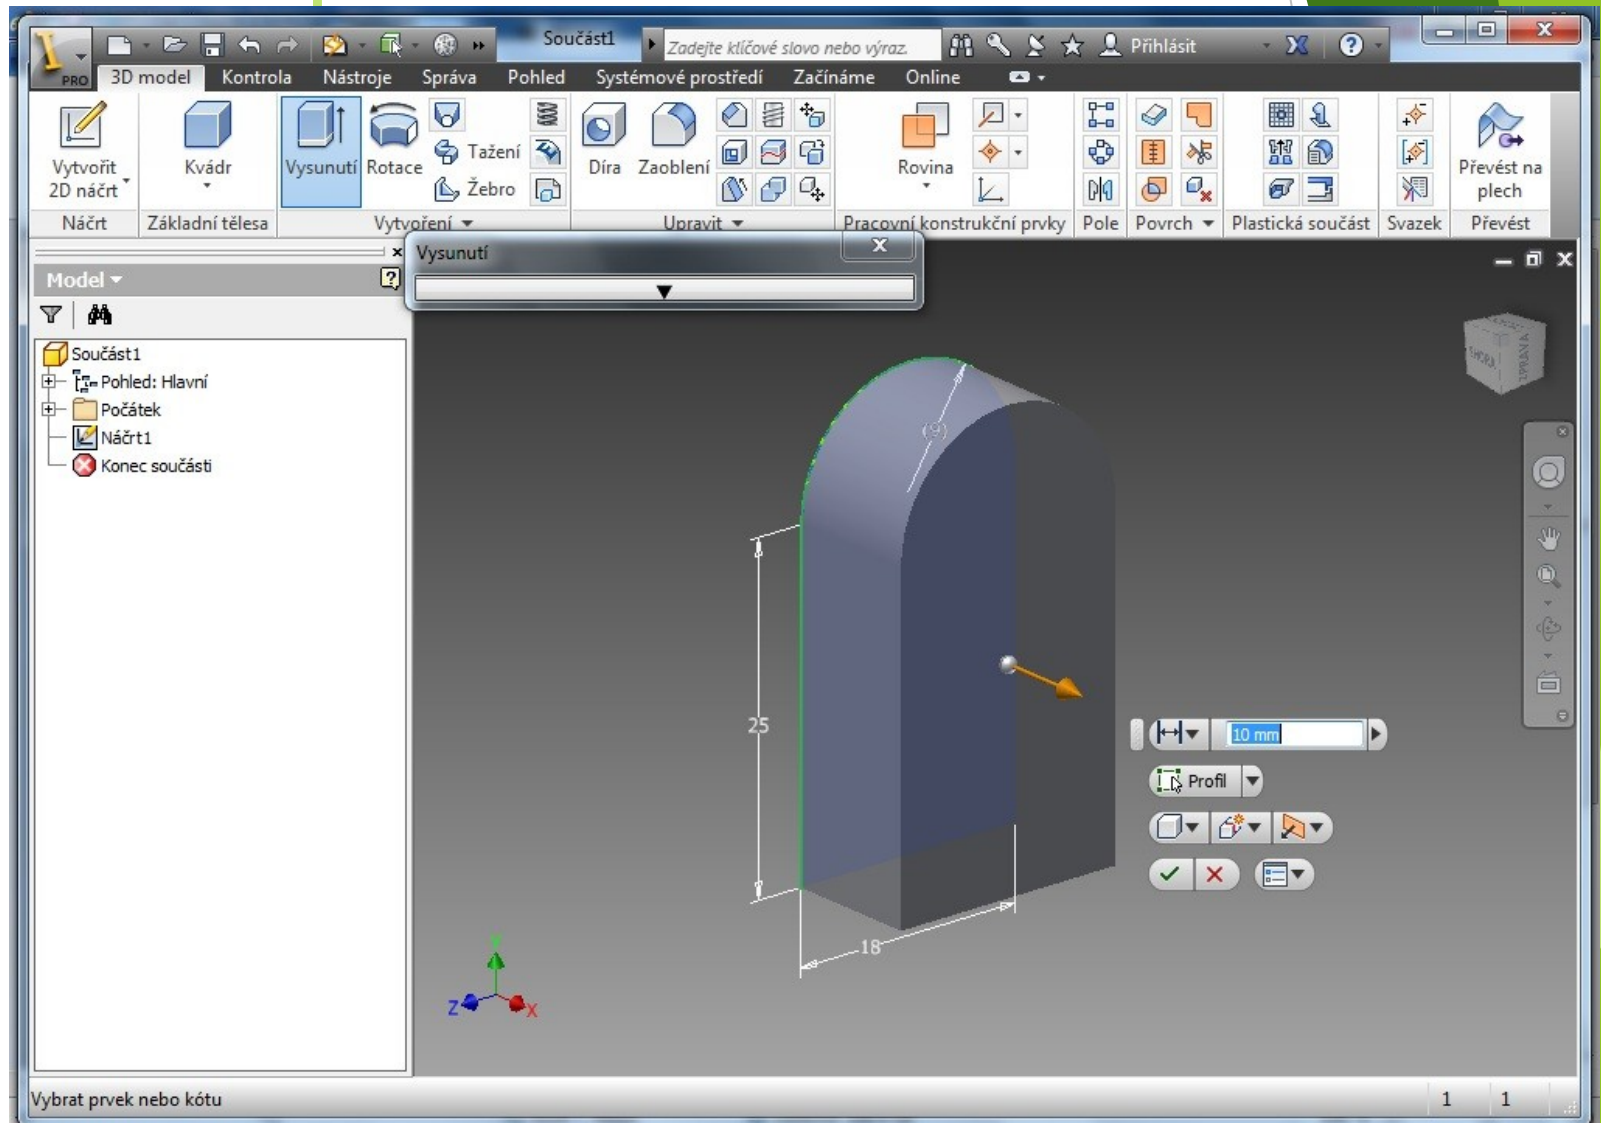 Součást1
Zadejte klíčové slovo nebo výraz.
Přihlásit
PRO
3D model Kontrola Nástroje Správa Pohled Systémové prostředí Začínáme Online
Vytvořit
2D náčrt
Kvádr
Vysunutí
Rotace
Tažení
Žebro
Díra
Zaoblení
Rovina
Převést na
plech
Náčrt Základní tělesa Vytvoření Upravit Pracovní konstrukční prvky Pole Povrch Plastická součást Svazek Převést
Vysunutí
Model
Součást1
Pohled: Hlavní
Počátek
Náčrt1
Konec součásti
ZPRAVA
(9)
25
18
10 mm
Profil
Y
Z
X
Vybrat prvek nebo kótu
1 1